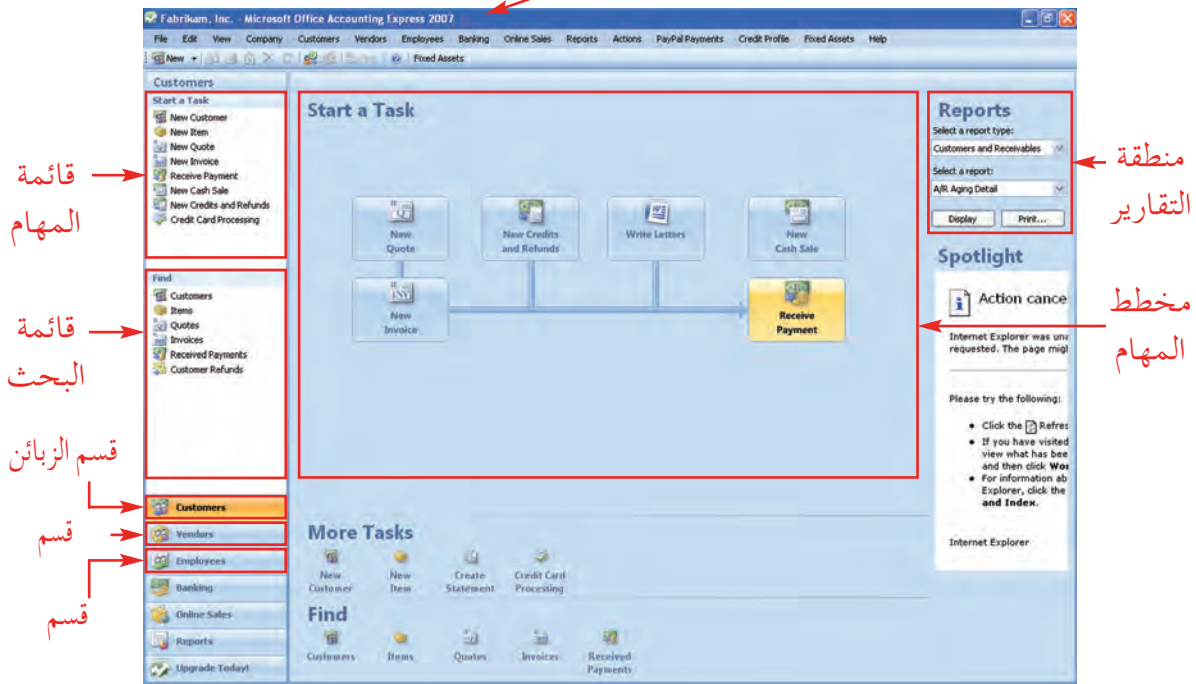 Fabrikam, Inc. - Microsoft Office Accounting Express 2007
File Edit View Company Customers Vendors Employees Banking Online Sales Reports Actions PayPal Payments Credit Profile Fixed Assets Help
New Fixed Assets
Customers
Start a Task
New Customer
New Item
New Quote
New Invoice
Receive Payment
New Cash Sale
New Credits and Refunds
Credit Card Processing
قائمة
المهام
Find
Customers
Items
Quotes
Invoices
Received Payments
Customer Refunds
قائمة
البحث
قسم الزبائن
Customers
قسم
Vendors
Employees
قسم
Banking
Online Sales
Reports
Upgrade Today!
Start a Task
New
Quote
New Credits
and Refunds
Write Letters
New
Cash Sale
INV
New
Invoice
Receive
Payment
More Tasks
New
Customer
New
Item
Create
Statement
Credit Card
Processing
Find
Customers
Items
Quotes
Invoices
Received
Payments
Reports
Select a report type:
Customers and Receivables
Select a report:
A/R Aging Detail
Display Print...
منطقة
التقارير
مخطط
المهام
Spotlight
Action cance
Internet Explorer was una
requested. The page migh
Please try the following:
Click the Refres
If you have visited
view what has bee
and then click Wor
For information ab
Explorer, click the
and Index.
Internet Explorer